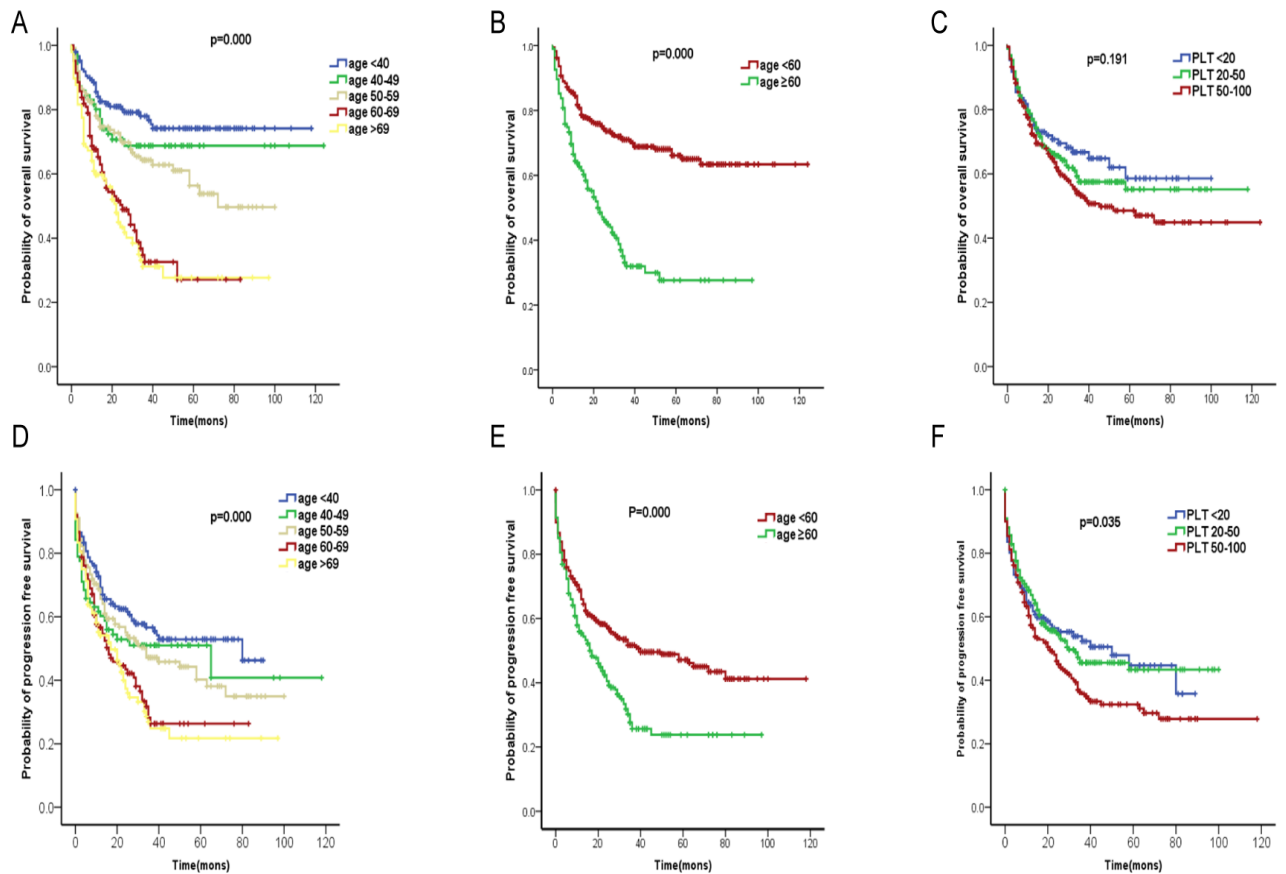 A
p=0.000
age <40
age 40-49
age 50-59
age 60-69
age >69
Probability of overall survival
1.0
0.8
0.6
0.4
0.2
0.0
0 20 40 60 80 100 120
Time(mons)
B
p=0.000
age <60
age ≥60
Probability of overall survival
1.0
0.8
0.6
0.4
0.2
0.0
0 20 40 60 80 100 120
Time(mons)
C
p=0.191
PLT <20
PLT 20-50
PLT 50-100
Probability of overall survival
1.0
0.8
0.6
0.4
0.2
0.0
0 20 40 60 80 100 120
Time(mons)
D
p=0.000
age <40
age 40-49
age 50-59
age 60-69
age >69
Probability of progression free survival
1.0
0.8
0.6
0.4
0.2
0.0
0 20 40 60 80 100 120
Time(mons)
E
P=0.000
age <60
age ≥60
Probability of progression free survival
1.0
0.8
0.6
0.4
0.2
0.0
0 20 40 60 80 100 120
Time(mons)
F
p=0.035
PLT <20
PLT 20-50
PLT 50-100
Probability of progression free survival
1.0
0.8
0.6
0.4
0.2
0.0
0 20 40 60 80 100 120
Time(mons)